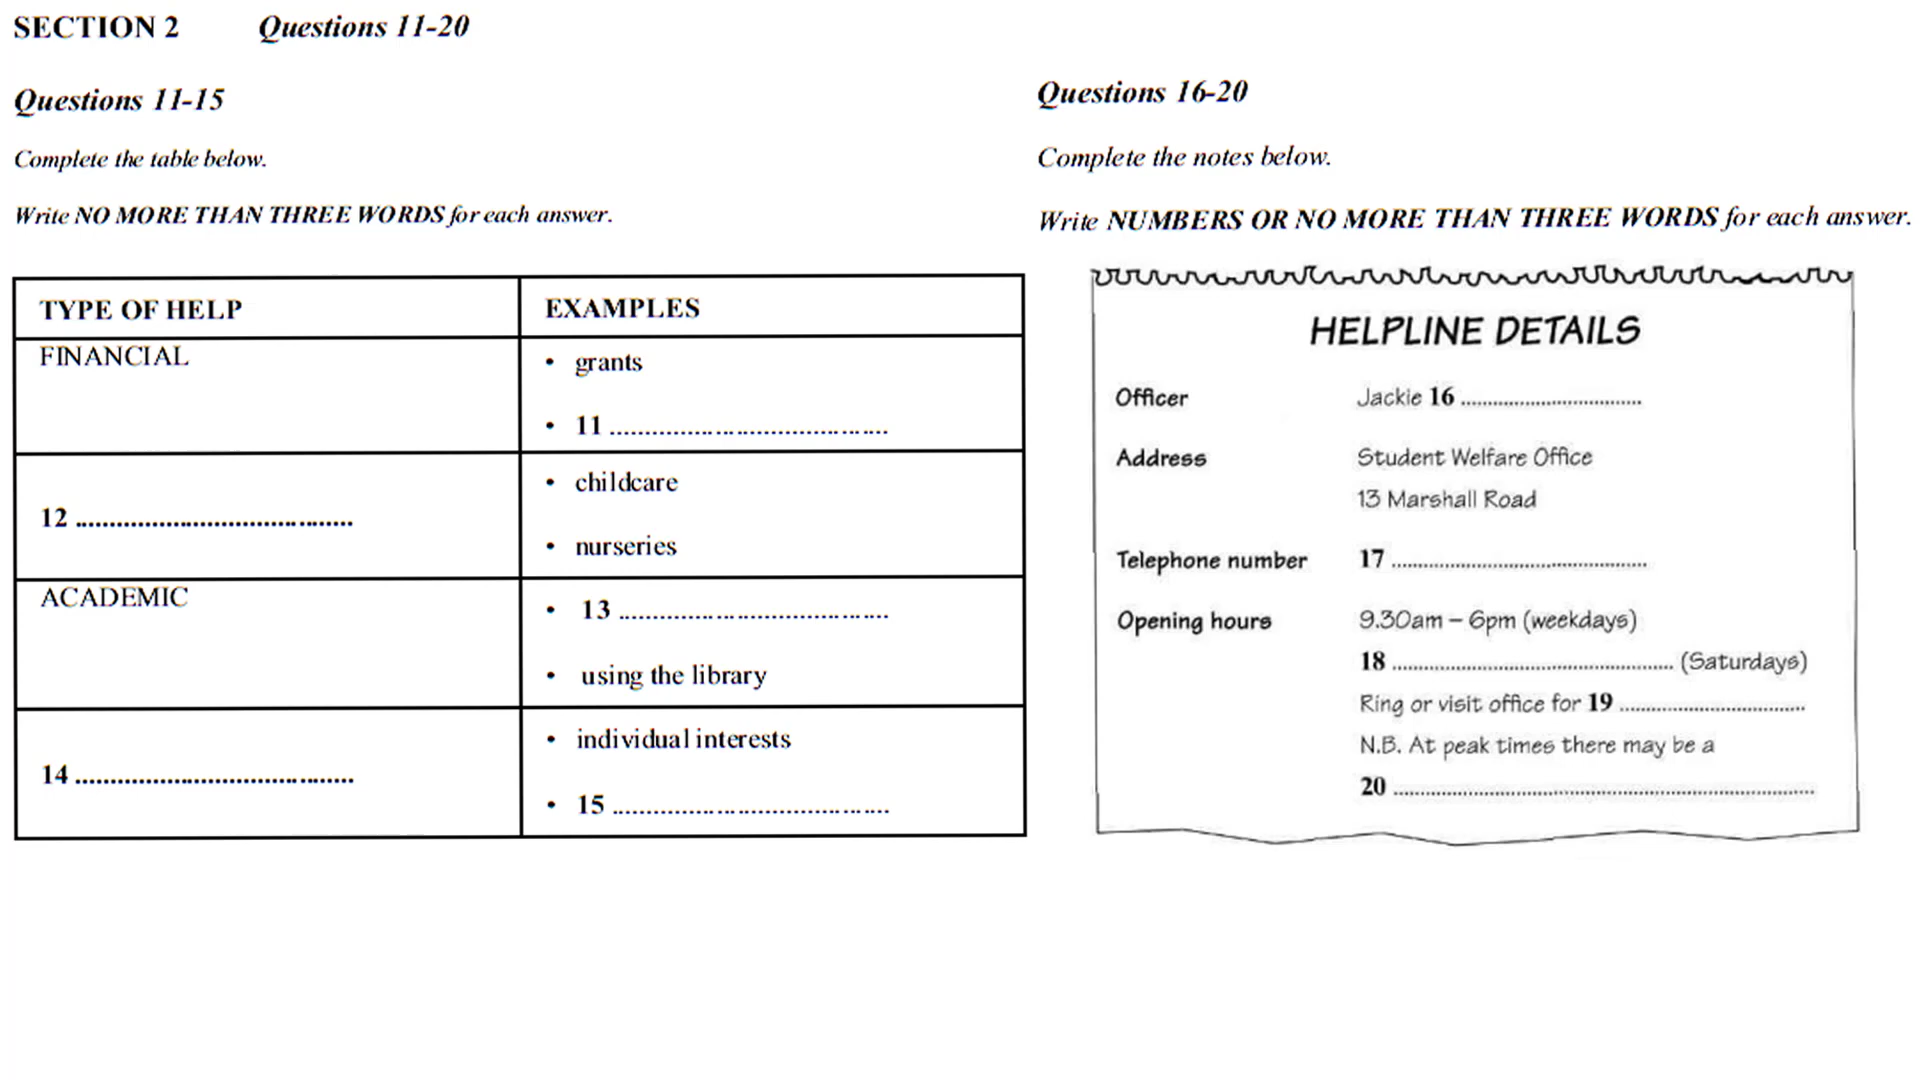 SECTION 2 Questions 11-20
Questions 11-15
Complete the table below.
Write NO MORE THAN THREE WORDS for each answer.
TYPE OF HELP EXAMPLES
FINANCIAL
• grants
• 11 ........................................
12 ........................................
• childcare
• nurseries
ACADEMIC
• 13 ........................................
• using the library
14 ........................................
• individual interests
• 15 ........................................
Questions 16-20
Complete the notes below.
Write NUMBERS OR NO MORE THAN THREE WORDS for each answer.
HELPLINE DETAILS
Officer Jackie 16 ........................................
Address Student Welfare Office
13 Marshall Road
Telephone number 17 ........................................
Opening hours 9.30am – 6pm (weekdays)
18 ........................................ (Saturdays)
Ring or visit office for 19 ........................................
N.B. At peak times there may be a
20 ........................................